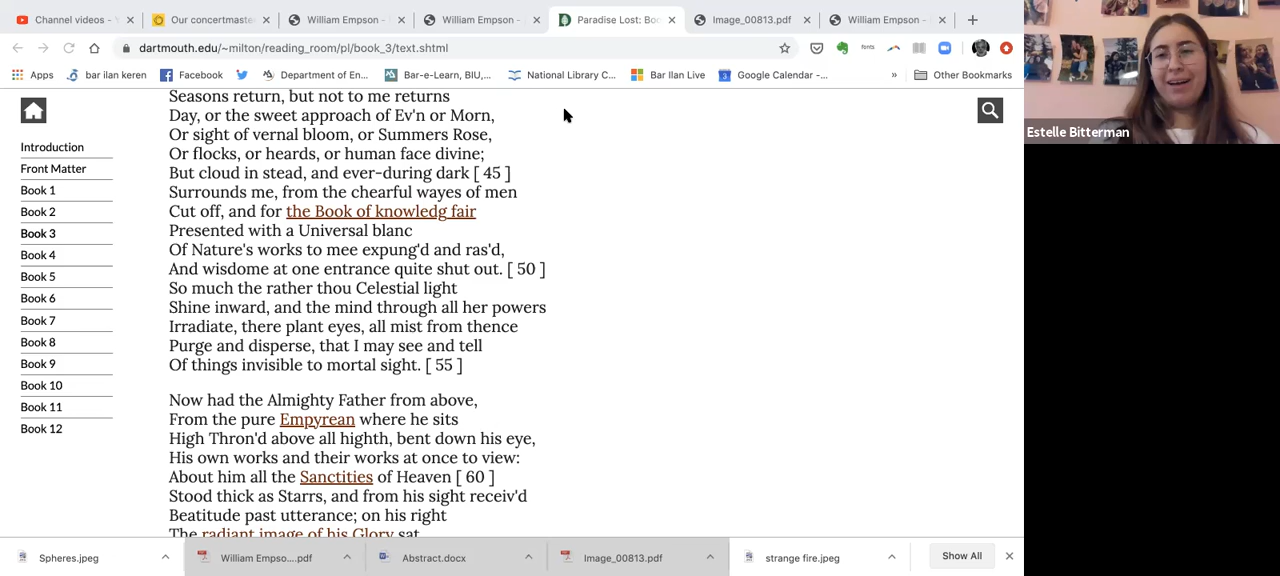 Channel videos - Y
Our concertmaste
William Empson -
William Empson -
Paradise Lost: Boo
Image_00813.pdf
William Empson -
dartmouth.edu/~milton/reading_room/pl/book_3/text.shtml
Apps
bar ilan keren
Facebook
Department of En...
Bar-e-Learn, BIU,...
National Library C...
Bar Ilan Live
Google Calendar -...
»
Other Bookmarks
fonts
Introduction
Front Matter
Book 1
Book 2
Book 3
Book 4
Book 5
Book 6
Book 7
Book 8
Book 9
Book 10
Book 11
Book 12
Seasons return, but not to me returns
Day, or the sweet approach of Ev'n or Morn,
Or sight of vernal bloom, or Summers Rose,
Or flocks, or heards, or human face divine;
But cloud in stead, and ever-during dark [ 45 ]
Surrounds me, from the chearful wayes of men
Cut off, and for the Book of knowledg fair
Presented with a Universal blanc
Of Nature's works to mee expung'd and ras'd,
And wisdome at one entrance quite shut out. [ 50 ]
So much the rather thou Celestial light
Shine inward, and the mind through all her powers
Irradiate, there plant eyes, all mist from thence
Purge and disperse, that I may see and tell
Of things invisible to mortal sight. [ 55 ]
Now had the Almighty Father from above,
From the pure Empyrean where he sits
High Thron'd above all highth, bent down his eye,
His own works and their works at once to view:
About him all the Sanctities of Heaven [ 60 ]
Stood thick as Starrs, and from his sight receiv'd
Beatitude past utterance; on his right
The radiant image of his Glory sat,
Estelle Bitterman
Spheres.jpeg
William Empso....pdf
Abstract.docx
Image_00813.pdf
strange fire.jpeg
Show All